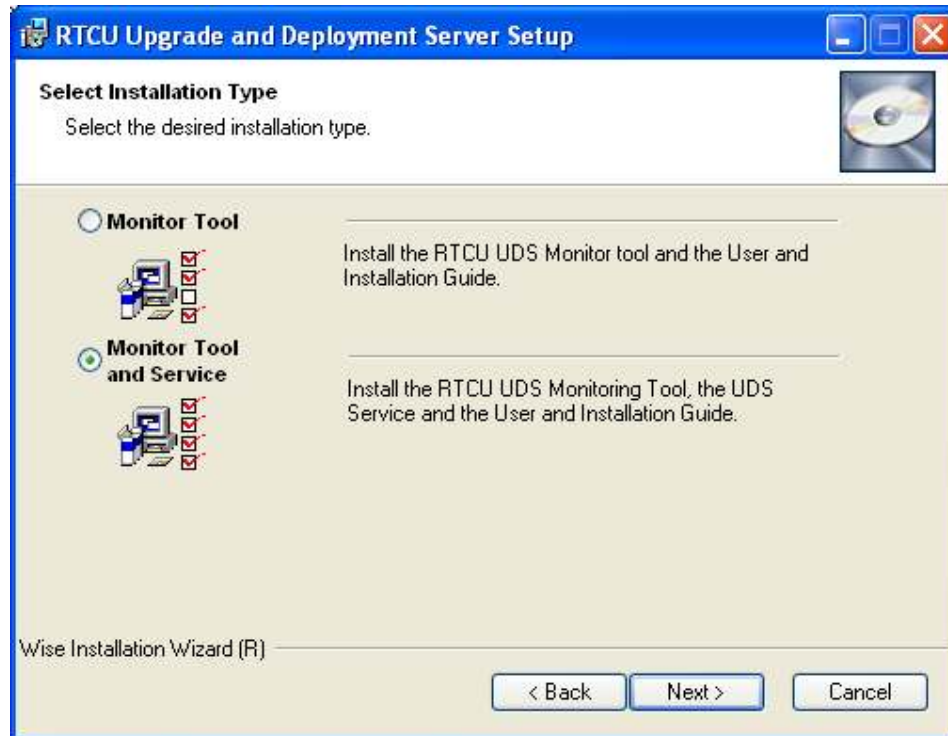 RTCU Upgrade and Deployment Server Setup
Select Installation Type
Select the desired installation type.
Monitor Tool
Install the RTCU UDS Monitor tool and the User and
Installation Guide.
Monitor Tool
and Service
Install the RTCU UDS Monitoring Tool, the UDS
Service and the User and Installation Guide.
Wise Installation Wizard (R)
< Back
Next >
Cancel